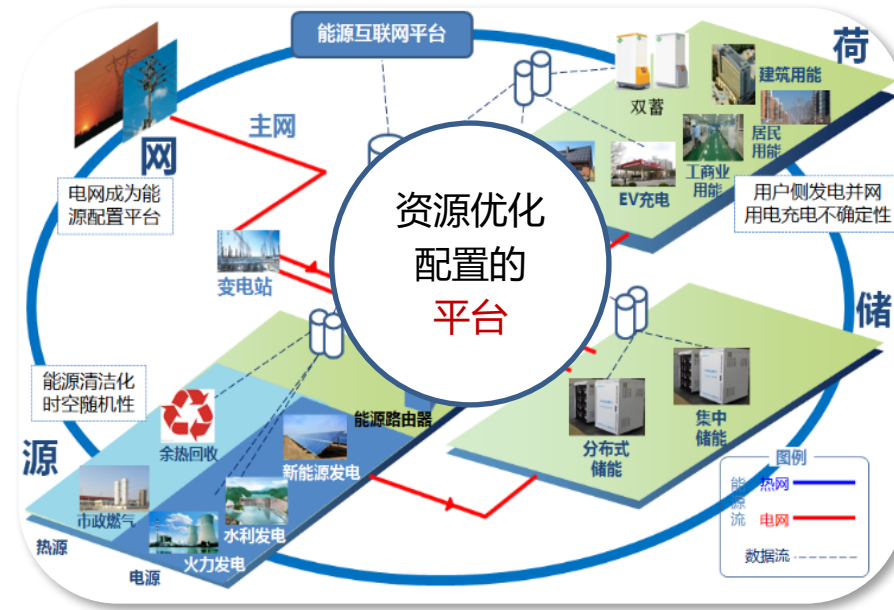 能源互联网平台
荷
建筑用能
双蓄
居民
用能
主网
网
工商业
用能
EV充电
电网成为能
源配置平台
用户侧发电并网
用电充电不确定性
资源优化
配置的
平台
变电站
储
能源清洁化
时空随机性
能源路由器
余热回收
新能源发电
源
分布式
储能
集中
储能
市政燃气
水利发电
火力发电
热源
电源
图例
能源流
热网
电网
数据流